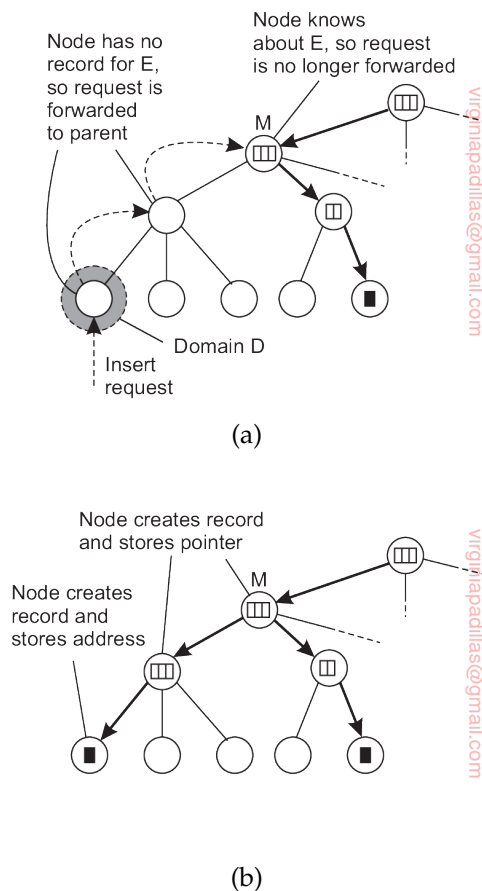 Node has no
record for E,
so request is
forwarded
to parent
Node knows
about E, so request
is no longer forwarded
M
Domain D
Insert
request
virginiapadillas@gmail.com
(a)
Node creates record
and stores pointer
M
Node creates
record and
stores address
virginiapadillas@gmail.com
(b)